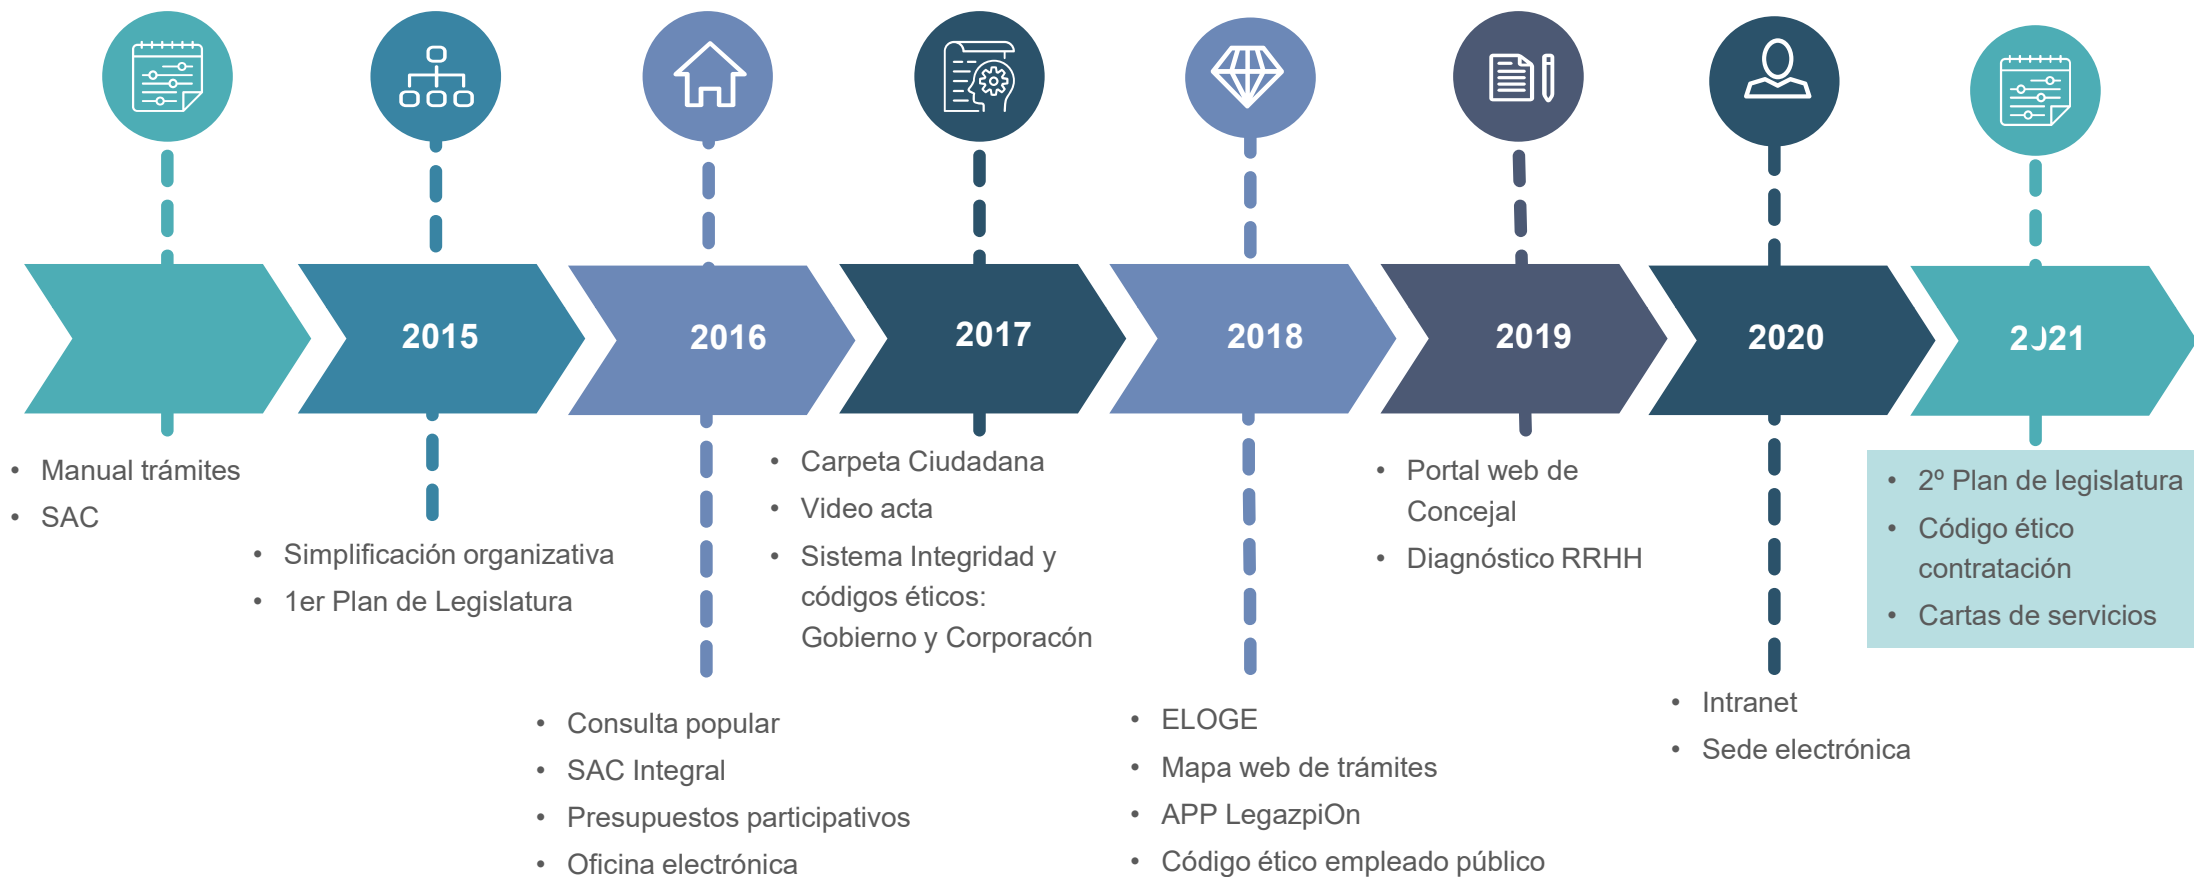 2015
2016
2017
2018
2019
2020
2021
• Manual trámites
• SAC
• Simplificación organizativa
• 1er Plan de Legislatura
• Consulta popular
• SAC Integral
• Presupuestos participativos
• Oficina electrónica
• Carpeta Ciudadana
• Video acta
• Sistema Integridad y
códigos éticos:
Gobierno y Corporacón
• ELOGE
• Mapa web de trámites
• APP LegazpiOn
• Código ético empleado público
• Portal web de
Concejal
• Diagnóstico RRHH
• Intranet
• Sede electrónica
• 2º Plan de legislatura
• Código ético
contratación
• Cartas de servicios